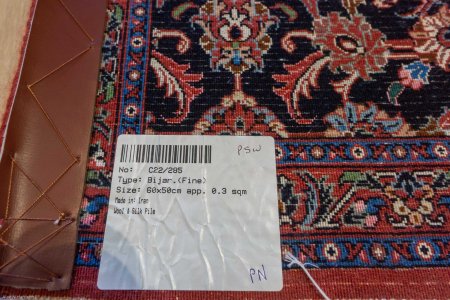 P.S.W
No: C22/285
Type: Bijar.(Fine)
Size: 60x50cm app. 0.3 sqm
Made in: Iran
Wool & Silk Pile
PN